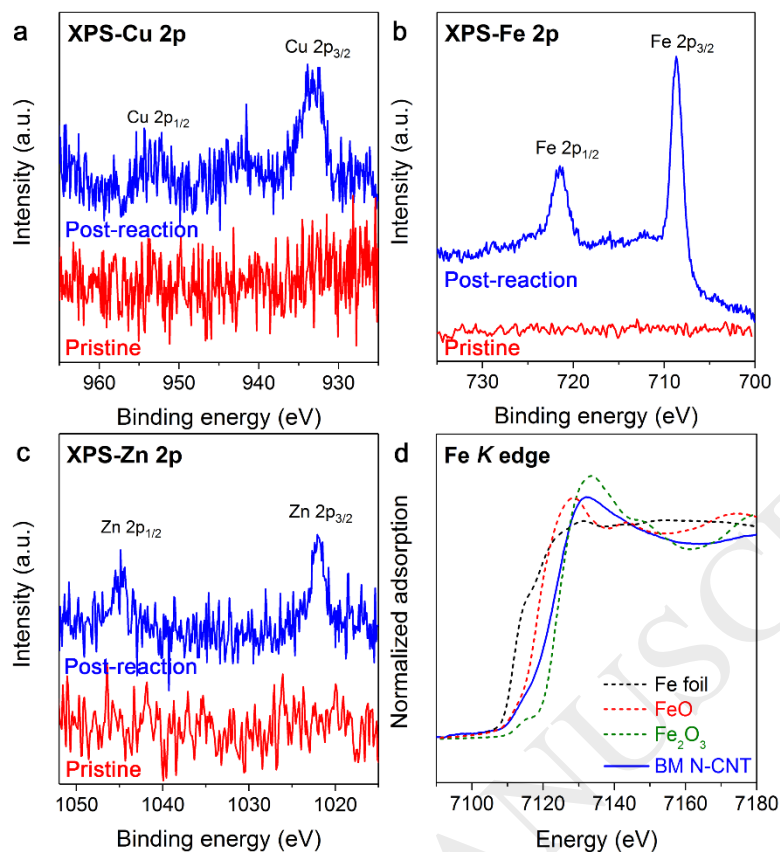 a XPS-Cu 2p
Cu 2p3/2
Cu 2p1/2
Post-reaction
Pristine
Intensity (a.u.)
960 950 940 930
Binding energy (eV)
b XPS-Fe 2p
Fe 2p3/2
Fe 2p1/2
Post-reaction
Pristine
Intensity (a.u.)
730 720 710 700
Binding energy (eV)
c XPS-Zn 2p
Zn 2p1/2
Zn 2p3/2
Post-reaction
Pristine
Intensity (a.u.)
1050 1040 1030 1020
Binding energy (eV)
d Fe K edge
Normalized adsorption
Fe foil
FeO
Fe2O3
BM N-CNT
7100 7120 7140 7160 7180
Energy (eV)
ANUSC